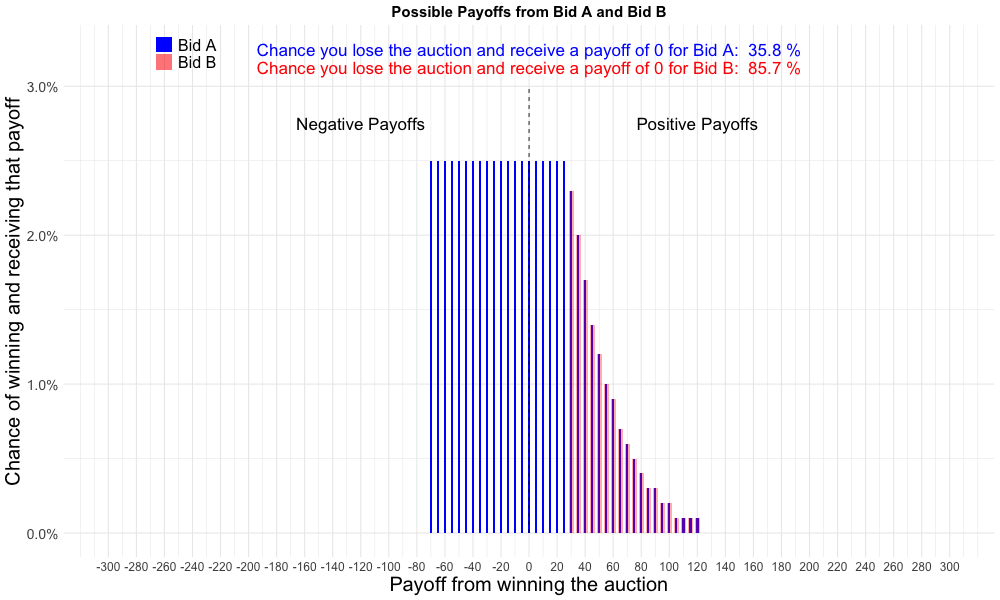 Possible Payoffs from Bid A and Bid B
Bid A
Bid B
Chance you lose the auction and receive a payoff of 0 for Bid A: 35.8 %
Chance you lose the auction and receive a payoff of 0 for Bid B: 85.7 %
Negative Payoffs
Positive Payoffs
Chance of winning and receiving that payoff
3.0%
2.0%
1.0%
0.0%
-300 -280 -260 -240 -220 -200 -180 -160 -140 -120 -100 -80 -60 -40 -20 0 20 40 60 80 100 120 140 160 180 200 220 240 260 280 300
Payoff from winning the auction